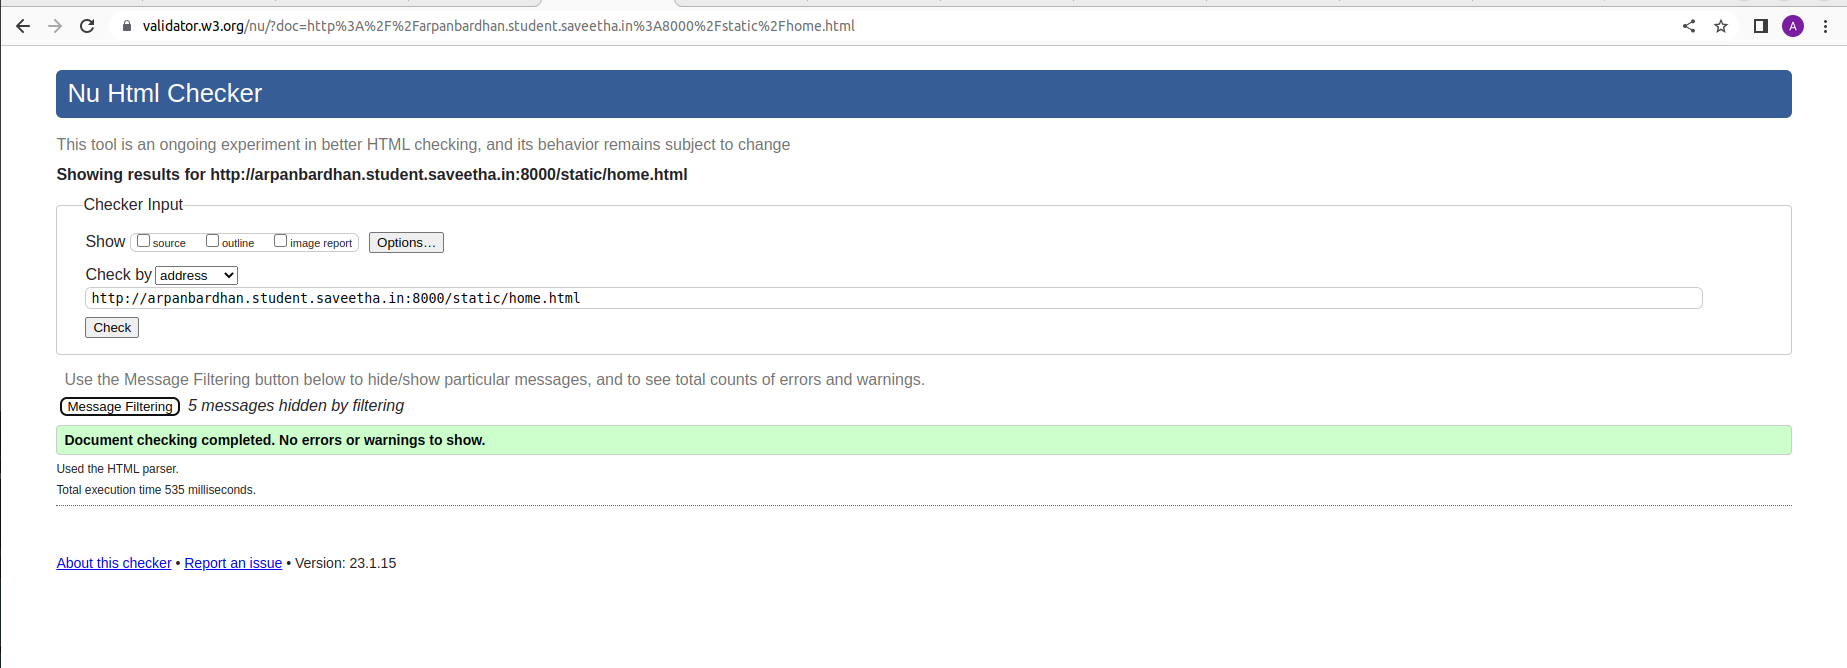 validator.w3.org/nu/?doc=http%3A%2F%2Farpanbardhan.student.saveetha.in%3A8000%2Fstatic%2Fhome.html
A
Nu Html Checker
This tool is an ongoing experiment in better HTML checking, and its behavior remains subject to change
Showing results for http://arpanbardhan.student.saveetha.in:8000/static/home.html
Checker Input
Show source outline image report Options...
Check by address
http://arpanbardhan.student.saveetha.in:8000/static/home.html
Check
Use the Message Filtering button below to hide/show particular messages, and to see total counts of errors and warnings.
Message Filtering 5 messages hidden by filtering
Document checking completed. No errors or warnings to show.
Used the HTML parser.
Total execution time 535 milliseconds.
About this checker • Report an issue • Version: 23.1.15